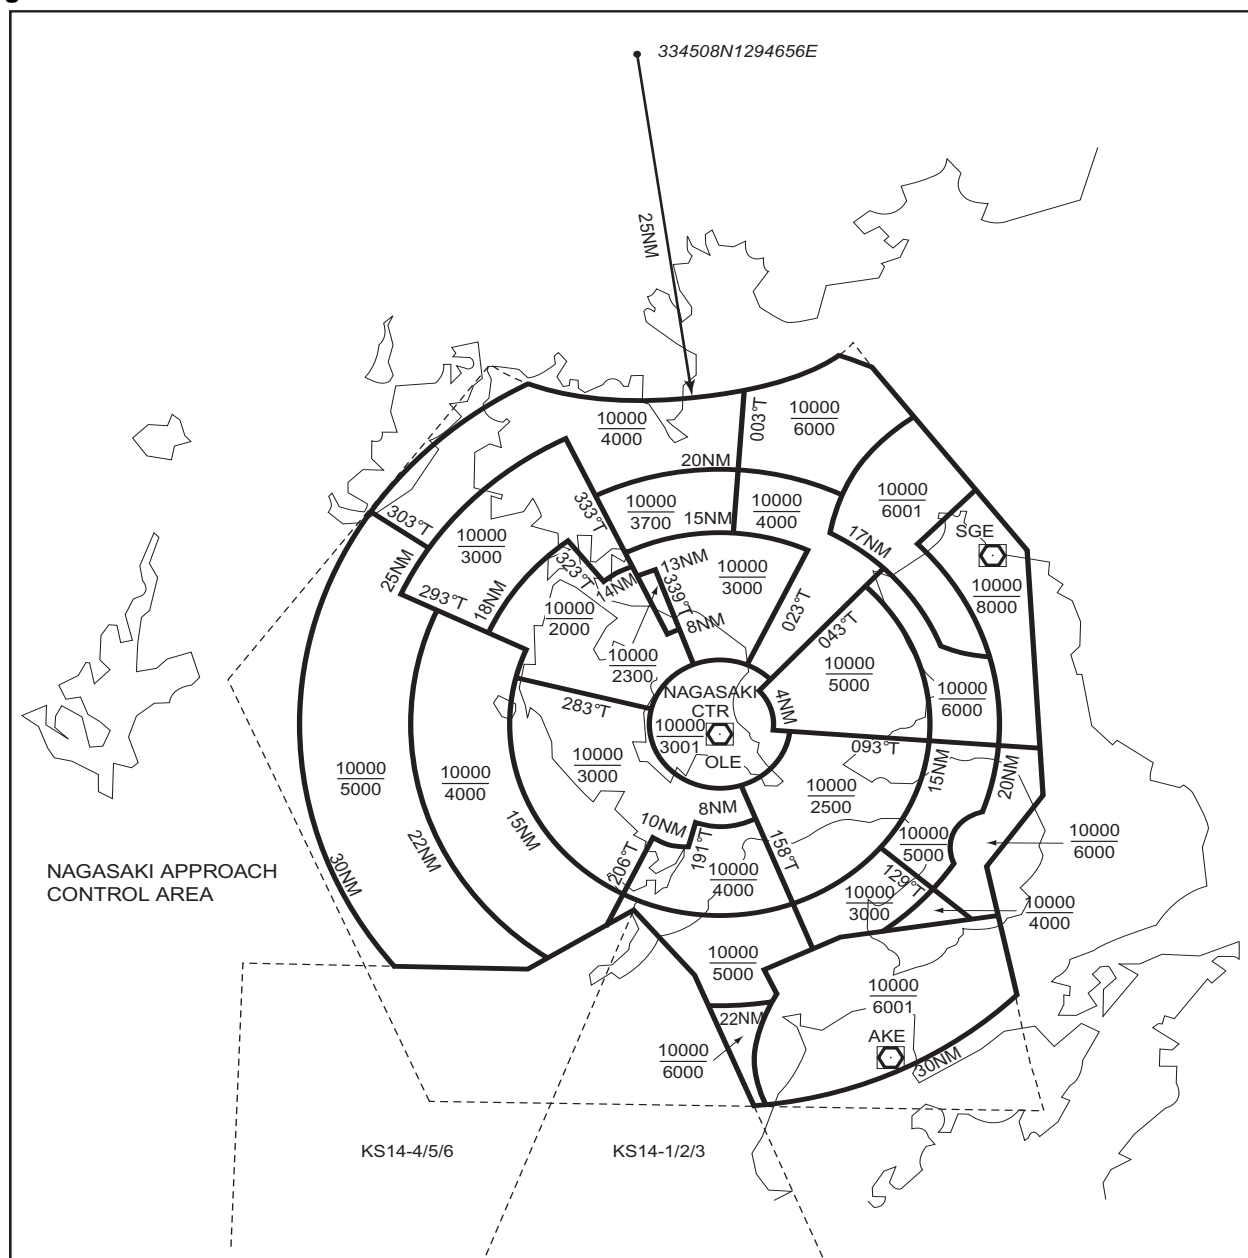 334508N1294656E
25NM
10000
4000
003°T
10000
6000
20NM
10000
3700
15NM
10000
4000
10000
6001
SGE
17NM
303°T
333°T
10000
3000
25NM
293°T
18NM
323°T
14NM
13NM
339°T
10000
3000
8NM
023°T
10000
8000
10000
2000
043°T
10000
2300
10000
5000
NAGASAKI
CTR
4NM
10000
6000
283°T
10000
3001
OLE
093°T
10000
3000
10000
5000
10000
4000
10000
2500
15NM
20NM
8NM
10NM
15NM
22NM
30NM
206°T
191°T
158°T
10000
5000
10000
6000
NAGASAKI APPROACH
CONTROL AREA
10000
4000
129°T
10000
3000
10000
4000
10000
5000
10000
6001
22NM
AKE
30NM
10000
6000
KS14-4/5/6
KS14-1/2/3